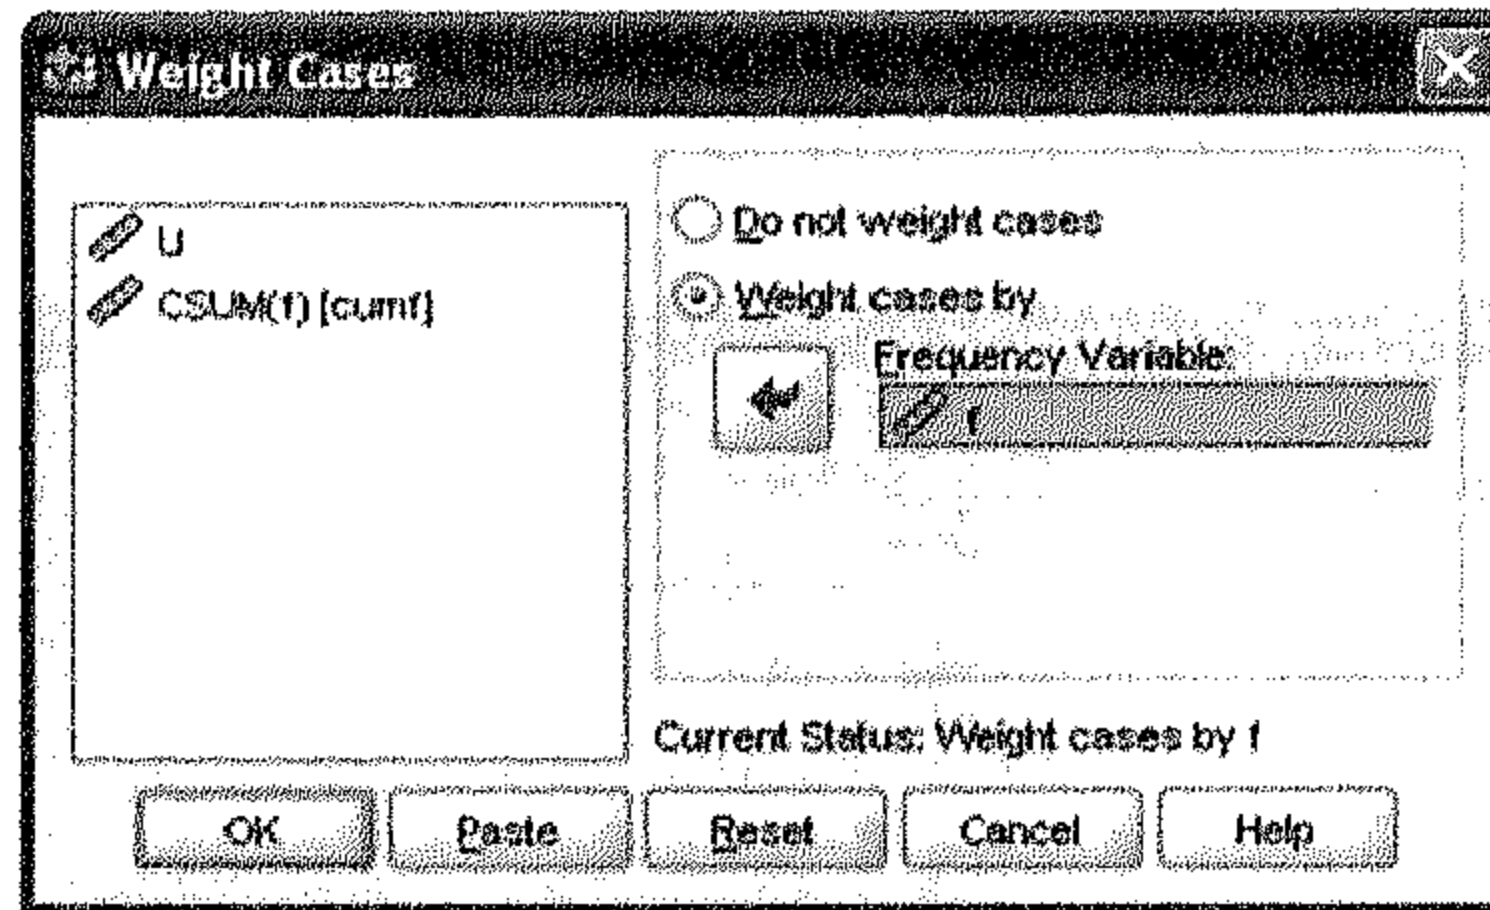 Weight Cases
U
CSUM(f) [cumf]
Do not weight cases
Weight cases by
Frequency Variable:
f
Current Status: Weight cases by f
OK
Paste
Reset
Cancel
Help